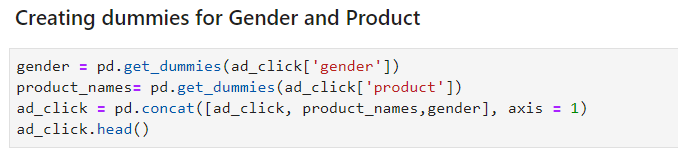 Creating dummies for Gender and Product
gender = pd.get_dummies(ad_click['gender'])
product_names= pd.get_dummies(ad_click['product'])
ad_click = pd.concat([ad_click, product_names,gender], axis = 1)
ad_click.head()